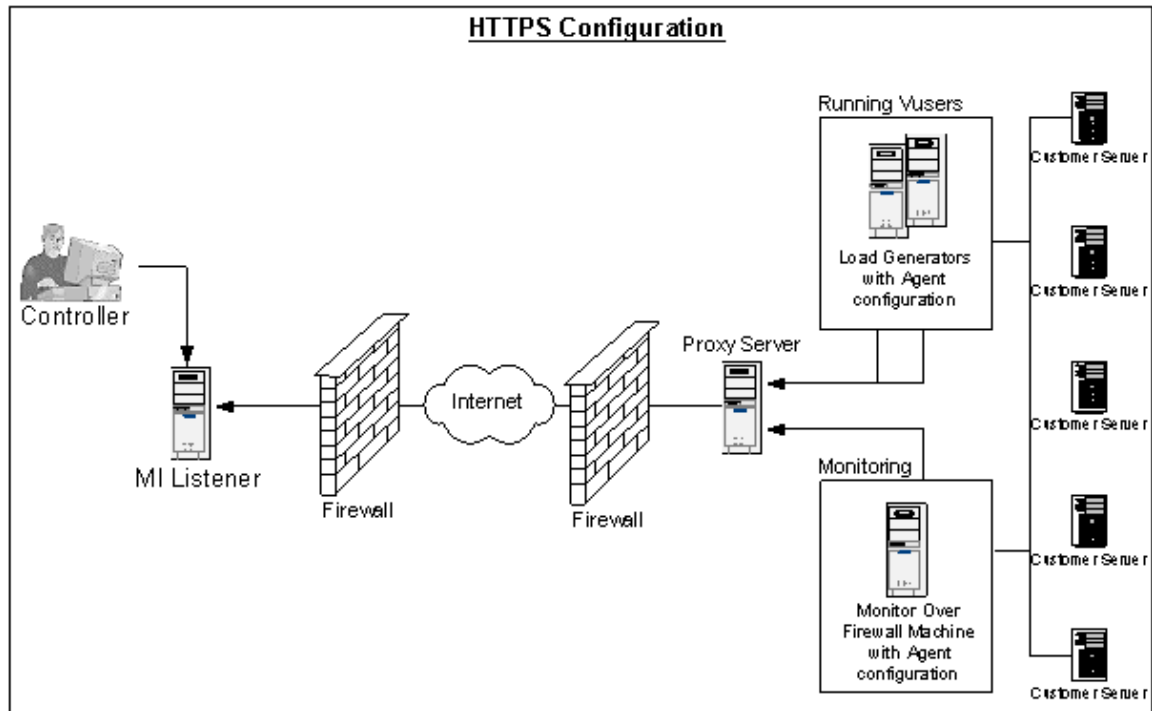 HTTPS Configuration
Running Vusers
Load Generators
with Agent
configuration
Customer Server
Customer Server
Customer Server
Customer Server
Customer Server
Controller
MI Listener
Firewall
Internet
Firewall
Proxy Server
Monitoring
Monitor Over
Firewall Machine
with Agent
configuration